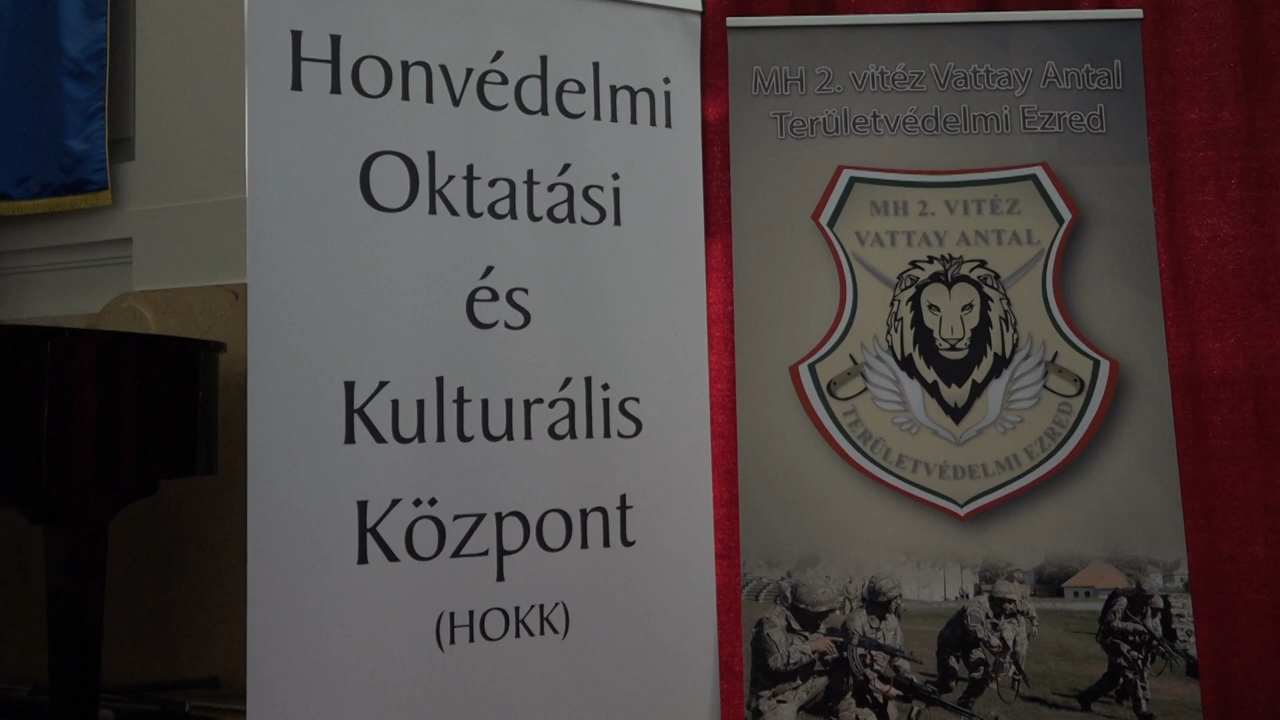 Honvédelmi
Oktatási
és
Kulturális
Központ
(HOKK)
MH 2. vitéz Vattay Antal
Területvédelmi Ezred
MH 2. VITÉZ
VATTAY ANTAL
TERÜLETVÉDELMI EZRED